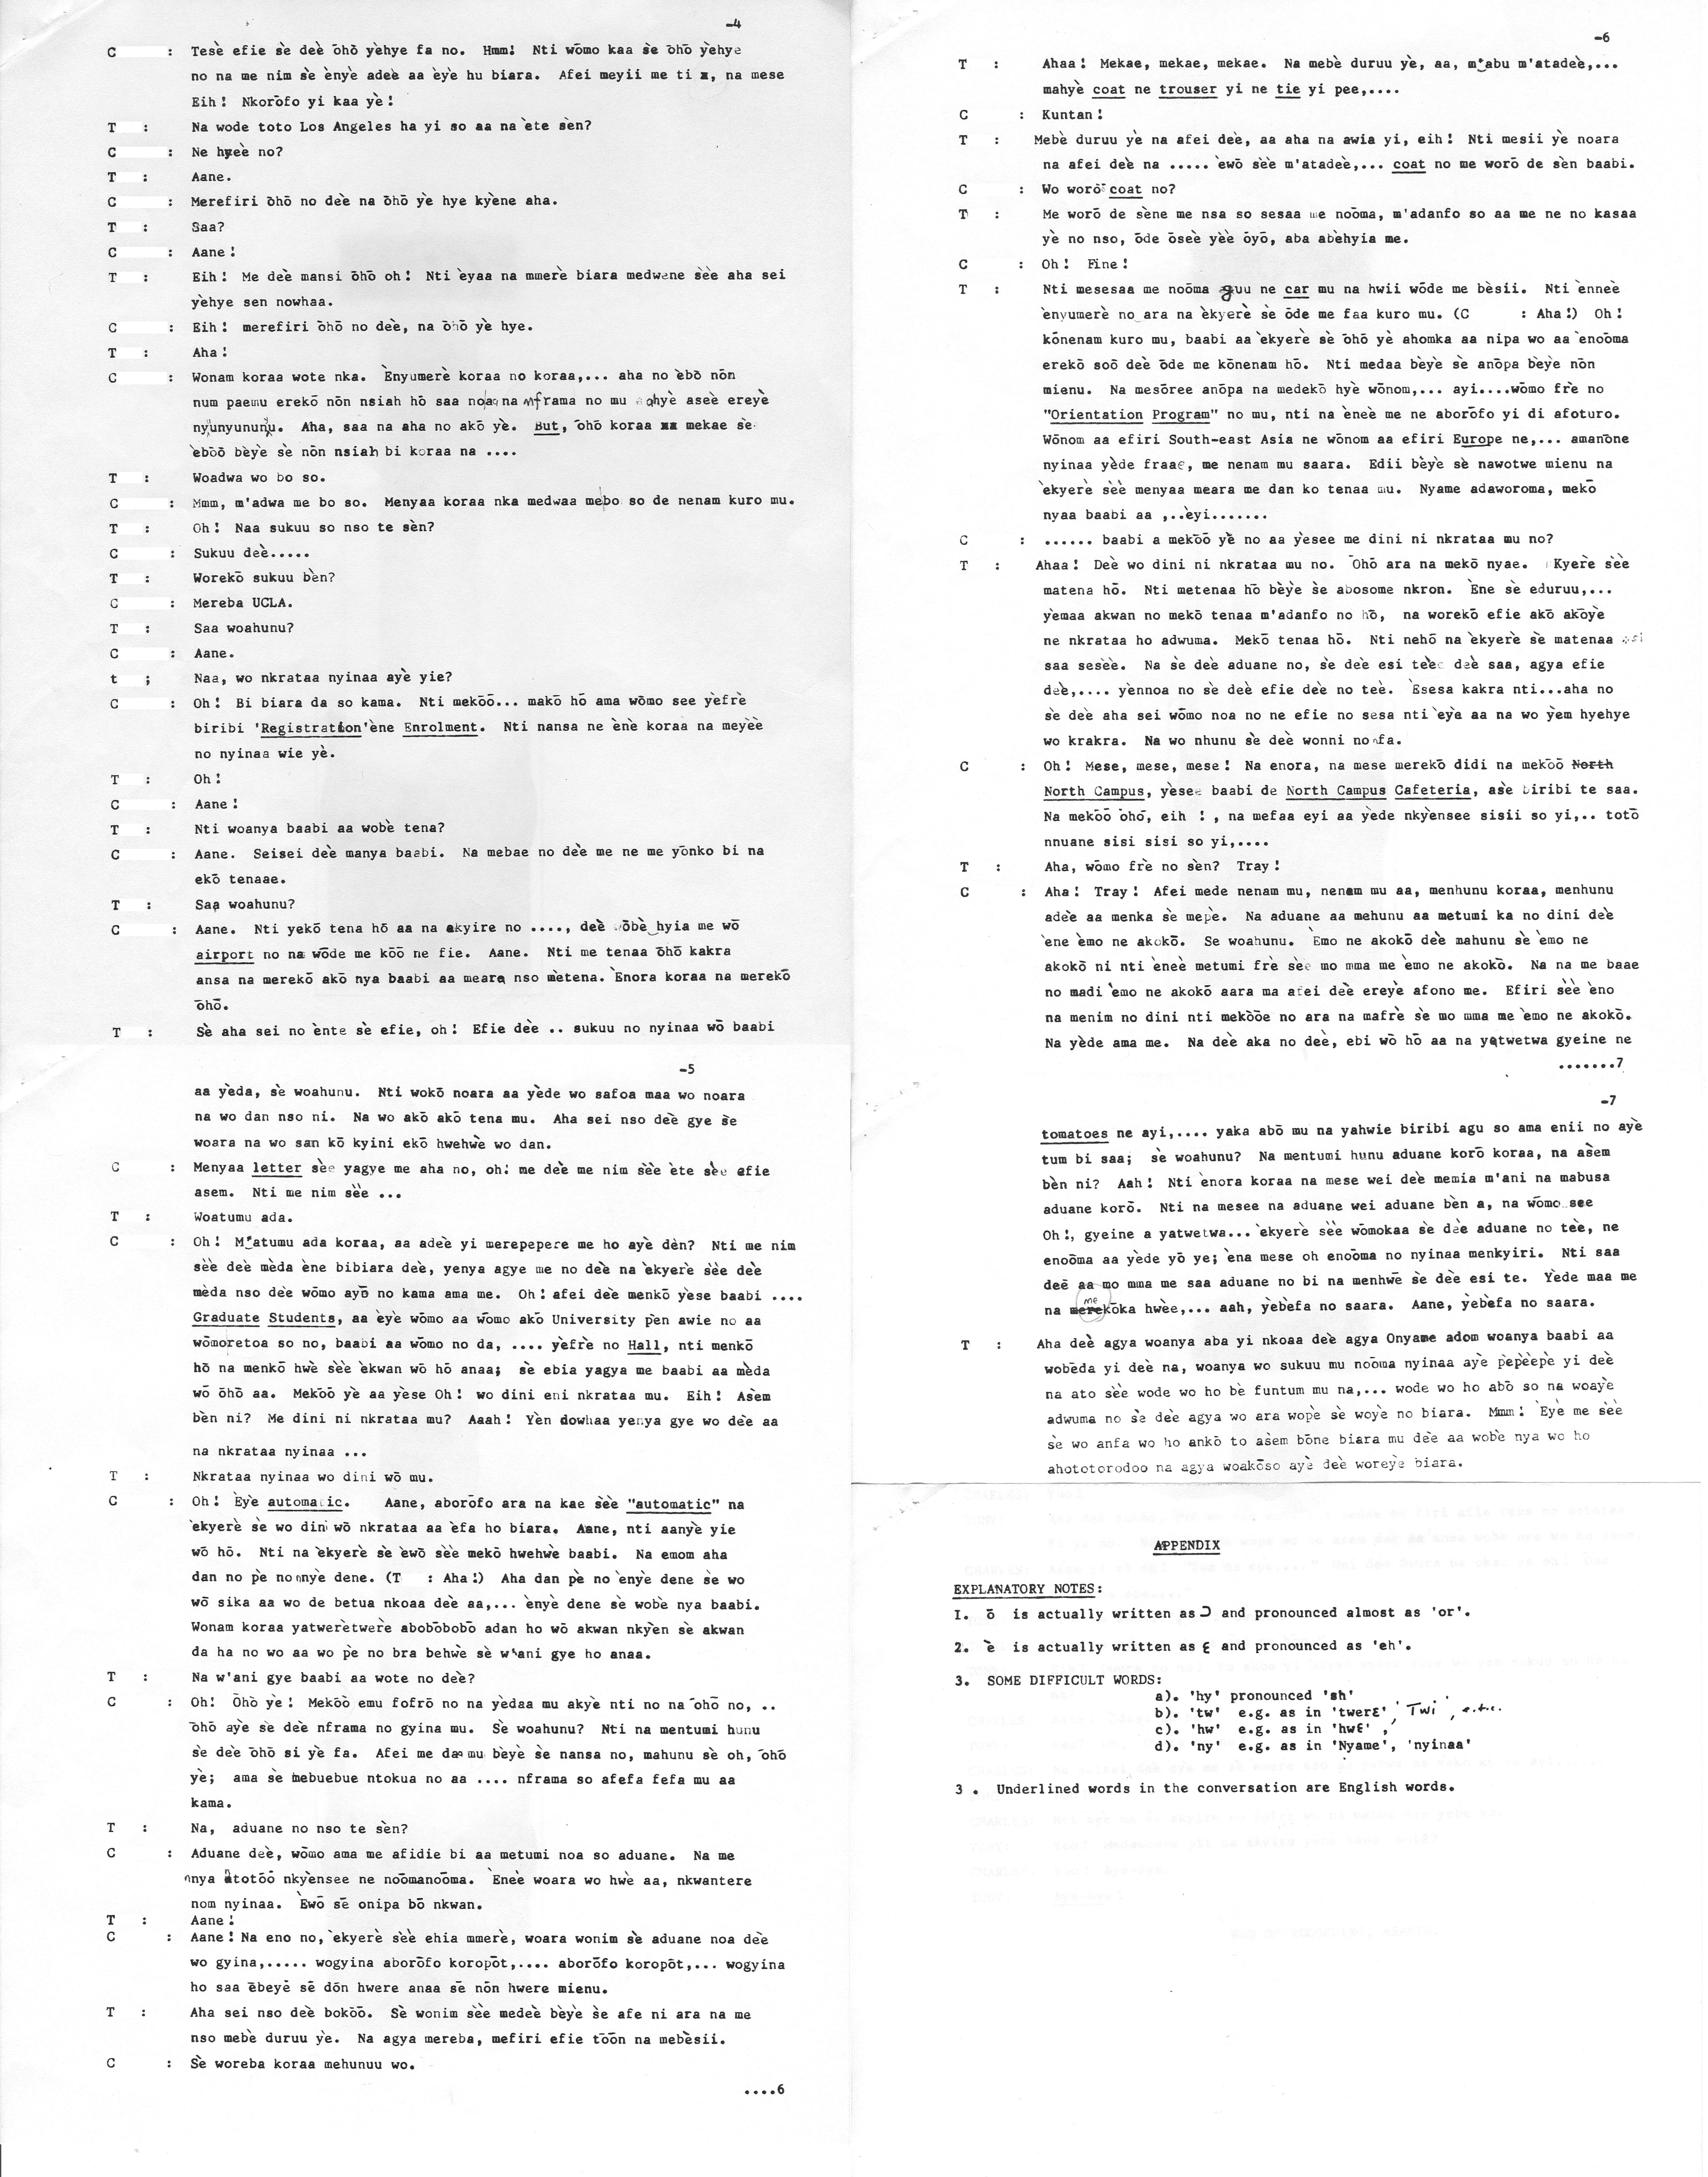 -4
C : Tesè efie sè deè ōhō yèhye fa no. Hmm! Nti wōmo kaa sè ōhō yèhye
no na me nim sè ènyè adeè aa èyè hu biara. Afei meyii me ti x, na mese
Eih! Nkorōfo yi kaa yè!
T : Na wode toto Los Angeles ha yi so aa na ète sèn?
C : Ne hyeè no?
T : Aane.
C : Merefiri ōhō no deè na ōhō yè hye kyène aha.
T : Saa?
C : Aane!
T : Eih! Me deè mansi ōhō oh! Nti èyaa na mmerè biara medwene sèè aha sei
yèhye sen nowhaa.
C : Eih! merefiri ōhō no deè, na ōhō yè hye.
T : Aha!
C : Wonam koraa wote nka. Ènyumerè koraa no koraa,... aha no èbō nōn
num paemu erekō nōn nsiah hō saa no na mframa no mu hyè aseè ereyè
nyunyununu. Aha, saa na aha no akō yè. But, ōhō koraa xx mekae sè
èbōō bèyè sè nōn nsiah bi koraa na ....
T : Woadwa wo bo so.
C : Mmm, m'adwa me bo so. Menyaa koraa nka medwaa mebo so de nenam kuro mu.
T : Oh! Naa sukuu so nso te sèn?
C : Sukuu deè.....
T : Worekō sukuu bèn?
C : Mereba UCLA.
T : Saa woahunu?
C : Aane.
t ; Naa, wo nkrataa nyinaa ayè yie?
C : Oh! Bi biara da so kama. Nti mekōō... makō hō ama wōmo see yèfrè
biribi 'Registration'ène Enrolment. Nti nansa ne ènè koraa na meyèè
no nyinaa wie yè.
T : Oh!
C : Aane!
T : Nti woanya baabi aa wobè tena?
C : Aane. Seisei deè manya baabi. Na mebae no deè me ne me yōnko bi na
ekō tenaae.
T : Saa woahunu?
C : Aane. Nti yekō tena hō aa na akyire no ...., deè wōbè hyia me wō
airport no na wōde me kōō ne fie. Aane. Nti me tenaa ōhō kakra
ansa na merekō akō nya baabi aa meara nso mètena. Ènora koraa na merekō
ōhō.
T : Sè aha sei no ènte sè efie, oh! Efie deè .. sukuu no nyinaa wō baabi
-5
aa yèda, sè woahunu. Nti wokō noara aa yède wo safoa maa wo noara
na wo dan nso ni. Na wo akō akō tena mu. Aha sei nso deè gye sè
woara na wo san kō kyini ekō hwehwè wo dan.
C : Menyaa letter sèe yagye me aha no, oh! me deè me nim sèè ète sèe efie
asem. Nti me nim sèè ...
T : Woatumu ada.
C : Oh! M'atumu ada koraa, aa adeè yi merepepere me ho ayè dèn? Nti me nim
sèè deè mèda ène bibiara deè, yenya agye me no deè na èkyerè sèè deè
mèda nso deè wōmo ayō no kama ama me. Oh! afei deè menkō yèse baabi ....
Graduate Students, aa èyè wōmo aa wōmo akō University pèn awie no aa
wōmoretoa so no, baabi aa wōmo no da, .... yèfrè no Hall, nti menkō
hō na menkō hwè sèè èkwan wō hō anaa; sè ebia yagya me baabi aa mèda
wō ōhō aa. Mekōō yè aa yèse Oh! wo dini eni nkrataa mu. Eih! Asèm
bèn ni? Me dini ni nkrataa mu? Aaah! Yèn dowhaa yenya gye wo deè aa
na nkrataa nyinaa ...
T : Nkrataa nyinaa wo dini wō mu.
C : Oh! Èyè automatic. Aane, aborōfo ara na kae sèè "automatic" na
èkyerè sè wo dini wō nkrataa aa èfa ho biara. Aane, nti aanyè yie
wō hō. Nti na èkyerè sè èwō sèè mekō hwehwè baabi. Na emom aha
dan no pè no nnyè dene. (T : Aha!) Aha dan pè no ènyè dene sè wo
wō sika aa wo de betua nkoaa deè aa,... ènyè dene sè wobè nya baabi.
Wonam koraa yatwerètwerè abobōbobō adan ho wō akwan nkyèn sè akwan
da ha no wo aa wo pè no bra behwè sè w'ani gye ho anaa.
T : Na w'ani gye baabi aa wote no deè?
C : Oh! Ōhō yè! Mekōō emu fofrō no na yèdaa mu akyè nti no na ōhō no, ..
ōhō ayè sè deè nframa no gyina mu. Sè woahunu? Nti na mentumi hunu
sè deè ōhō si yè fa. Afei me daa mu bèyè sè nansa no, mahunu sè oh, ōhō
yè; ama sè mebuebue ntokua no aa .... nframa so afefa fefa mu aa
kama.
T : Na, aduane no nso te sèn?
C : Aduane deè, wōmo ama me afidie bi aa metumi noa so aduane. Na me
nnya atotōō nkyènsee ne noōmanoōma. Èneè woara wo hwè aa, nkwantere
nom nyinaa. Èwō sē onipa bō nkwan.
T : Aane!
C : Aane! Na eno no, èkyerè sèè ehia mmerè, woara wonim sè aduane noa deè
wo gyina,..... wogyina aborōfo koropōt,.... aborōfo koropōt,... wogyina
ho saa ēbeyē sē dōn hwere anaa sē nōn hwere mienu.
T : Aha sei nso deè bokōō. Sè wonim sèè medeè bèyè sè afe ni ara na me
nso mebè duruu yè. Na agya mereba, mefiri efie tōōn na mebèsii.
C : Sè woreba koraa mehunuu wo.
....6
-6
T : Ahaa! Mekae, mekae, mekae. Na mebè duruu yè, aa, m'abu m'atadeè,...
mahyè coat ne trouser yi ne tie yi pee,....
C : Kuntan!
T : Mebè duruu yè na afei deè, aa aha na awia yi, eih! Nti mesii yè noara
na afei deè na ..... èwō sèè m'atadeè,... coat no me worō de sèn baabi.
C : Wo worō coat no?
T : Me worō de sène me nsa so sesaa me noōma, m'adanfo so aa me ne no kasaa
yè no nso, ōde ōseè yèè ōyō, aba abèhyia me.
C : Oh! Fine!
T : Nti mesesaa me noōma guu ne car mu na hwii wōde me bèsii. Nti ènneè
ènyumerè no ara na èkyerè sè ōde me faa kuro mu. (C : Aha!) Oh!
kōnenam kuro mu, baabi aa èkyerè sè ōhō yè ahomka aa nipa wo aa ènoōma
erekō soō deè ōde me kōnenam hō. Nti medaa bèyè sè anōpa bèyè nōn
mienu. Na mesōree anōpa na medekō hyè wōnom,... ayi....wōmo frè no
"Orientation Program" no mu, nti na èneè me ne aborōfo yi di afoturo.
Wōnom aa efiri South-east Asia ne wōnom aa efiri Europe ne,... amanōne
nyinaa yède fraae, me nenam mu saara. Edii bèyè sè nawotwe mienu na
èkyerè sèè menyaa meara me dan ko tenaa mu. Nyame adaworoma, mekō
nyaa baabi aa ,..èyi.......
C : ...... baabi a mekōō yè no aa yèsee me dini ni nkrataa mu no?
T : Ahaa! Deè wo dini ni nkrataa mu no. Ōhō ara na mekō nyae. Kyerè sèè
matena hō. Nti metenaa hō bèyè sè abosome nkron. Ène sè eduruu,...
yèmaa akwan no mekō tenaa m'adanfo no hō, na worekō efie akō akōyè
ne nkrataa ho adwuma. Mekō tenaa hō. Nti nehō na èkyerè sè matenaa
saa sesèè. Na sè deè aduane no, sè deè esi teè deè saa, agya efie
deè,.... yènnoa no sè deè efie deè no teè. Èsesa kakra nti...aha no
sè deè aha sei wōmo noa no ne efie no sesa nti èyè aa na wo yèm hyehye
wo krakra. Na wo nhunu sè deè wonni no nfa.
C : Oh! Mese, mese, mese! Na enora, na mese merekō didi na mekōō North
North Campus, yèsee baabi de North Campus Cafeteria, asè biribi te saa.
Na mekōō ōhō, eih ! , na mefaa eyi aa yède nkyènsee sisii so yi,.. totō
nnuane sisi sisi so yi,....
T : Aha, wōmo frè no sèn? Tray!
C : Aha! Tray! Afei mede nenam mu, nenam mu aa, menhunu koraa, menhunu
adeè aa menka sè mepè. Na aduane aa mehunu aa metumi ka no dini deè
ène èmo ne akokō. Se woahunu. Èmo ne akokō deè mahunu sè èmo ne
akokō ni nti èneè metumi frè sèe mo mma me èmo ne akokō. Na na me baae
no madi èmo ne akokō aara ma afei deè ereyè afono me. Efiri sèè èno
na menim no dini nti mekōōe no ara na mafrè sè mo mma me èmo ne akokō.
Na yède ama me. Na deè aka no deè, ebi wō hō aa na yatwetwa gyeine ne
.......7
-7
tomatoes ne ayi,.... yaka abō mu na yahwie biribi agu so ama enii no ayè
tum bi saa; sè woahunu? Na mentumi hunu aduane korō koraa, na asèm
bèn ni? Aah! Nti ènora koraa na mese wei deè memia m'ani na mabusa
aduane korō. Nti na mesee na aduane wei aduane bèn a, na wōmo see
Oh!, gyeine a yatwetwa... èkyerè sèè wōmokaa sè deè aduane no teè, ne
enoōma aa yède yō ye; èna mese oh enoōma no nyinaa menkyiri. Nti saa
deè aa mo mma me saa aduane no bi na menhwē sè deè esi te. Yède maa me
na me kōka hwèe,... aah, yèbèfa no saara. Aane, yèbèfa no saara.
T : Aha deè agya woanya aba yi nkoaa deè agya Onyame adom woanya baabi aa
wobēda yi deè na, woanya wo sukuu mu noōma nyinaa ayè pèpèèpè yi deè
na ato sèè wode wo ho bè funtum mu na,... wode wo ho abō so na woayè
adwuma no sè deè agya wo ara wopè sè woyè no biara. Mmm! Èyè me sèè
sè wo anfa wo ho ankō to asèm bōne biara mu deè aa wobè nya wo ho
ahototorodoo na agya woakōso ayè deè woreyè biara.
APPENDIX
EXPLANATORY NOTES:
1. ō is actually written as Ɔ and pronounced almost as 'or'.
2. è is actually written as Ɛ and pronounced as 'eh'.
3. SOME DIFFICULT WORDS:
a). 'hy' pronounced 'sh'
b). 'tw' e.g. as in 'twerɛ', Twi, e.t.c.
c). 'hw' e.g. as in 'hwɛ',
d). 'ny' e.g. as in 'Nyame', 'nyinaa'
3 . Underlined words in the conversation are English words.